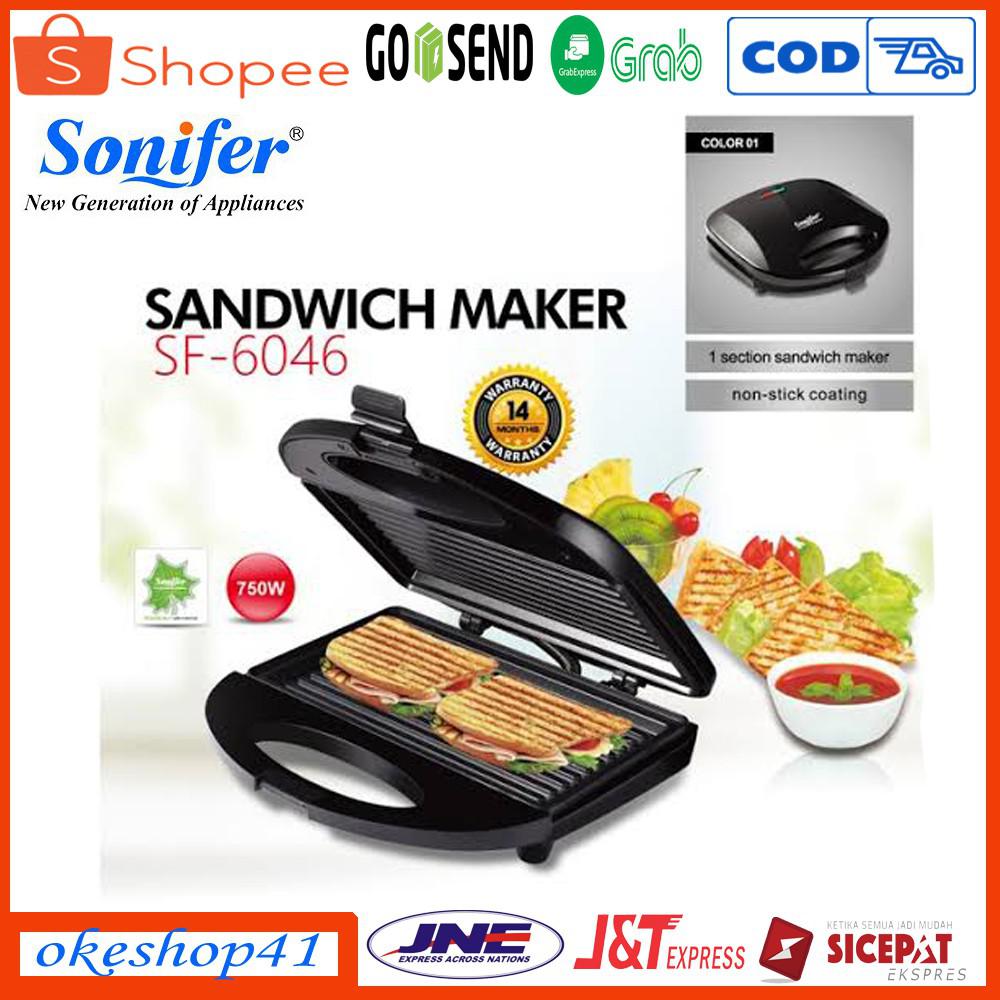 Shopee
GO SEND
GrabExpress
Grab
COD
Sonifer®
New Generation of Appliances
COLOR 01
Sonifer
1 section sandwich maker
non-stick coating
SANDWICH MAKER
SF-6046
WARRANTY
14
MONTHS
WARRANTY
Sonifer
750W
okeshop41
JNE
EXPRESS ACROSS NATIONS
J&T EXPRESS
KETIKA SEMUA JADI MUDAH
SICEPAT
EKSPRES